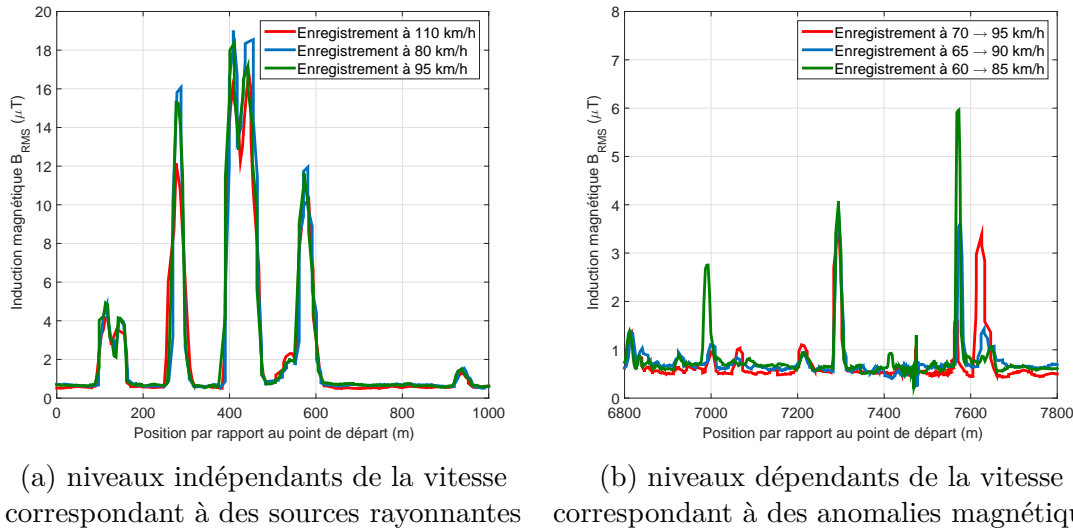 20
18
16
14
12
10
8
6
4
2
0
Induction magnétique B_RMS (μT)
Enregistrement à 110 km/h
Enregistrement à 80 km/h
Enregistrement à 95 km/h
0 200 400 600 800 1000
Position par rapport au point de départ (m)
(a) niveaux indépendants de la vitesse
correspondant à des sources rayonnantes
8
7
6
5
4
3
2
1
0
Induction magnétique B_RMS (μT)
Enregistrement à 70 → 95 km/h
Enregistrement à 65 → 90 km/h
Enregistrement à 60 → 85 km/h
6800 7000 7200 7400 7600 7800
Position par rapport au point de départ (m)
(b) niveaux dépendants de la vitesse
correspondant à des anomalies magnétiqu